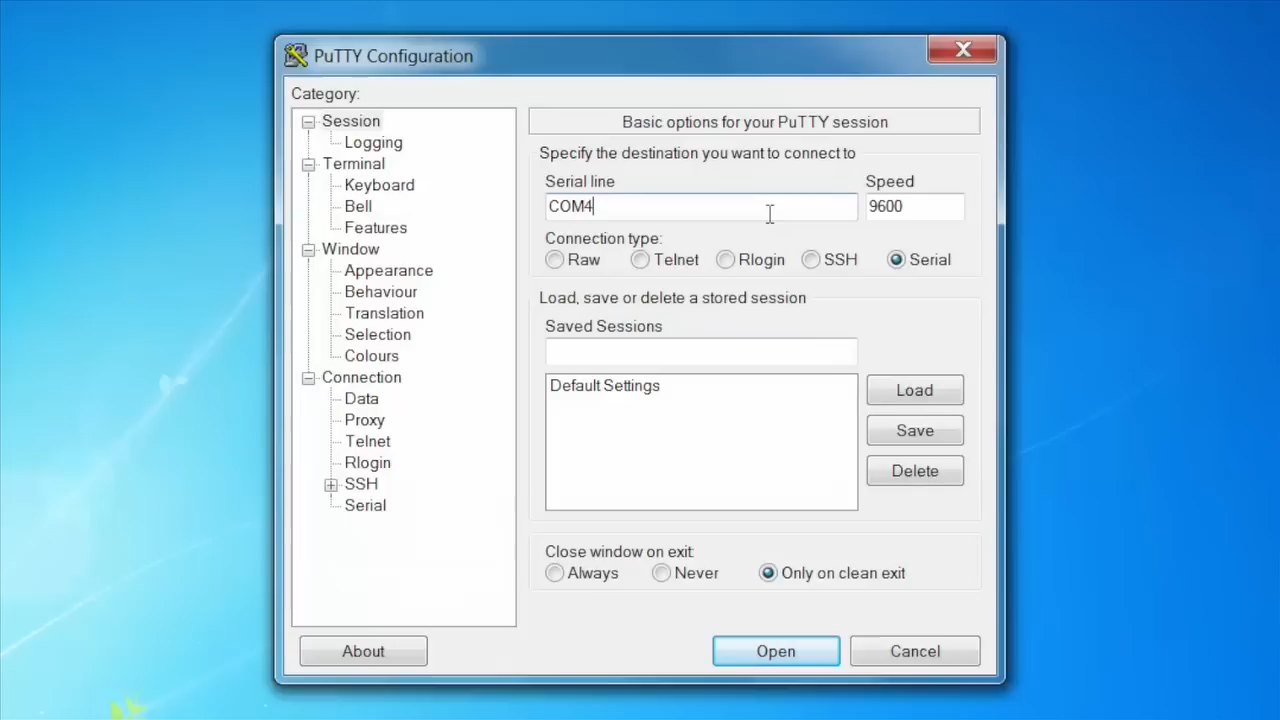 PuTTY Configuration
Category:
Session
Logging
Terminal
Keyboard
Bell
Features
Window
Appearance
Behaviour
Translation
Selection
Colours
Connection
Data
Proxy
Telnet
Rlogin
SSH
Serial
Basic options for your PuTTY session
Specify the destination you want to connect to
Serial line Speed
COM4 9600
Connection type:
Raw Telnet Rlogin SSH Serial
Load, save or delete a stored session
Saved Sessions
Default Settings
Load
Save
Delete
Close window on exit:
Always Never Only on clean exit
About Open Cancel